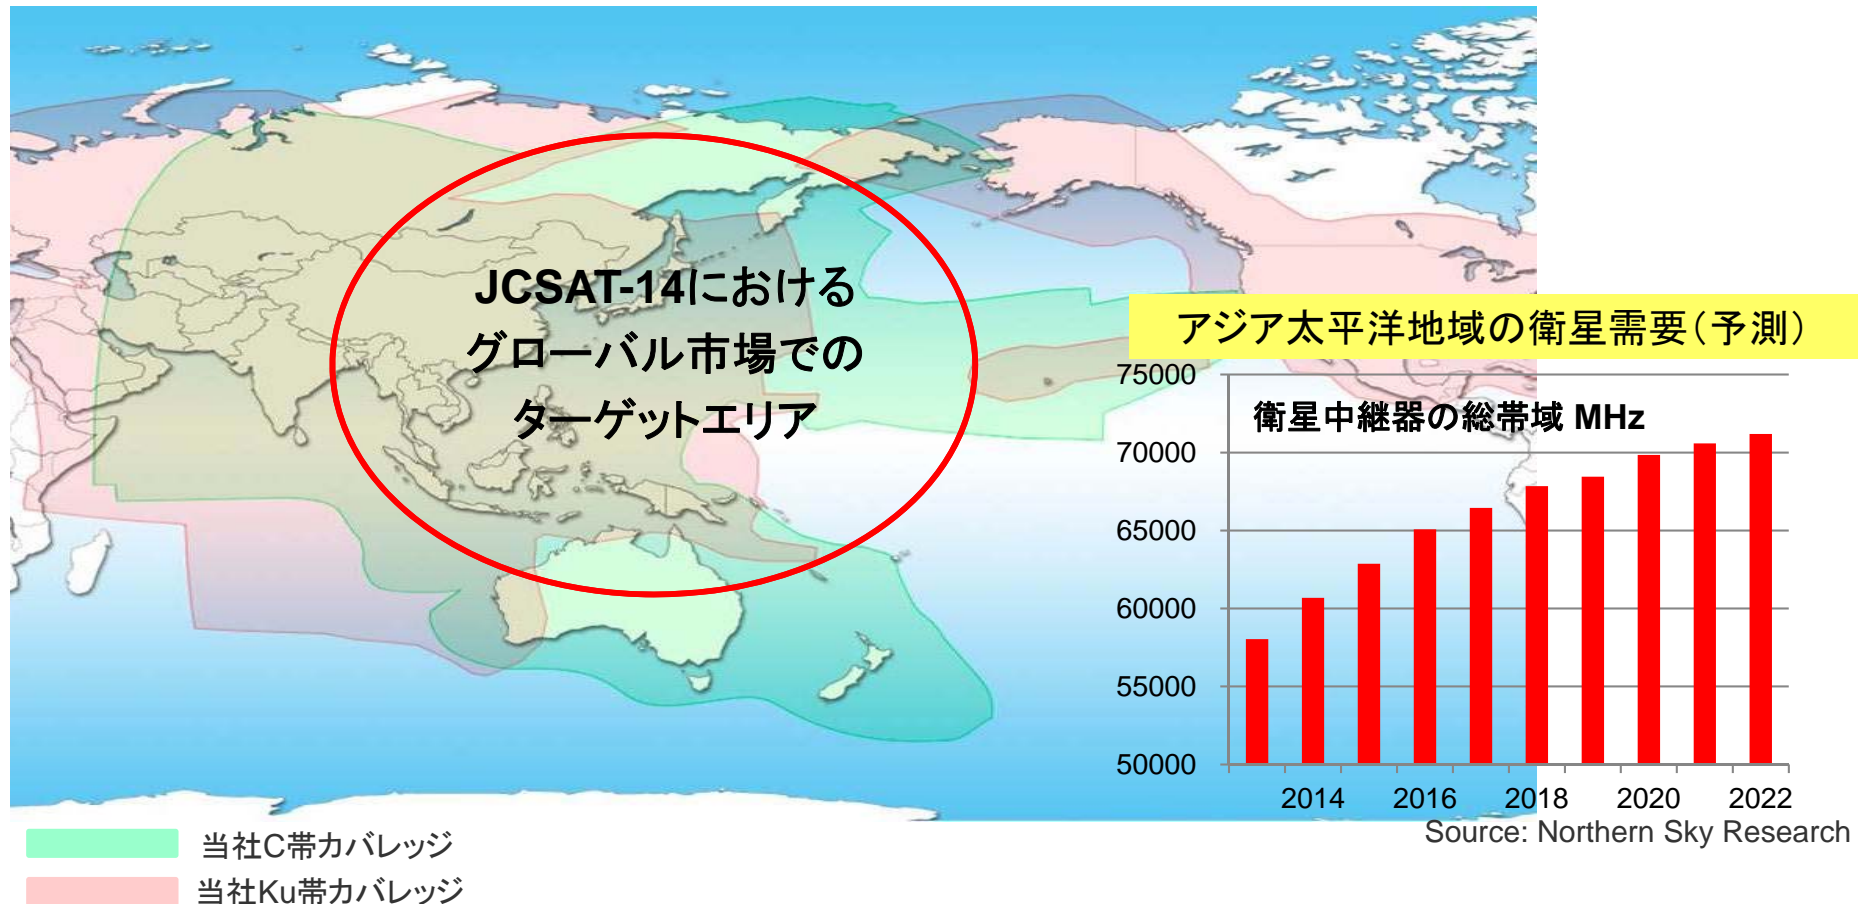 JCSAT-14における
グローバル市場での
ターゲットエリア
アジア太平洋地域の衛星需要（予測）
衛星中継器の総帯域 MHz
75000
70000
65000
60000
55000
50000
2014 2016 2018 2020 2022
Source: Northern Sky Research
当社C帯カバレッジ
当社Ku帯カバレッジ